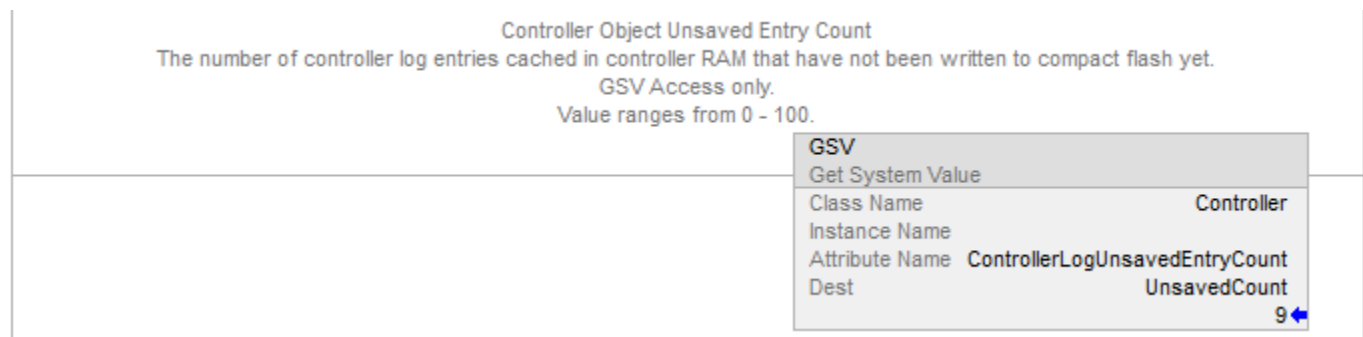 Controller Object Unsaved Entry Count
The number of controller log entries cached in controller RAM that have not been written to compact flash yet.
GSV Access only.
Value ranges from 0 - 100.
GSV
Get System Value
Class Name Controller
Instance Name
Attribute Name ControllerLogUnsavedEntryCount
Dest UnsavedCount
9